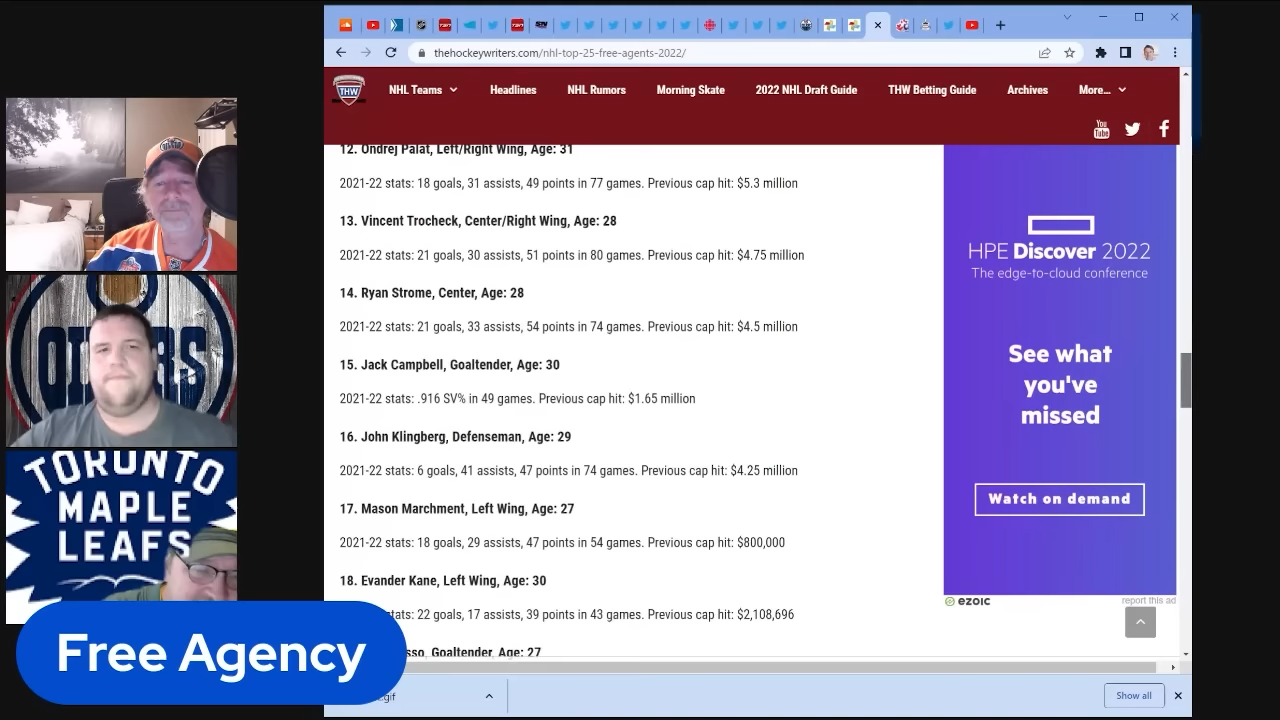 thehockeywriters.com/nhl-top-25-free-agents-2022/
THW
NHL Teams
Headlines
NHL Rumors
Morning Skate
2022 NHL Draft Guide
THW Betting Guide
Archives
More...
You
Tube
12. Ondrej Palat, Left/Right Wing, Age: 31
2021-22 stats: 18 goals, 31 assists, 49 points in 77 games. Previous cap hit: $5.3 million
13. Vincent Trocheck, Center/Right Wing, Age: 28
2021-22 stats: 21 goals, 30 assists, 51 points in 80 games. Previous cap hit: $4.75 million
14. Ryan Strome, Center, Age: 28
2021-22 stats: 21 goals, 33 assists, 54 points in 74 games. Previous cap hit: $4.5 million
15. Jack Campbell, Goaltender, Age: 30
2021-22 stats: .916 SV% in 49 games. Previous cap hit: $1.65 million
16. John Klingberg, Defenseman, Age: 29
2021-22 stats: 6 goals, 41 assists, 47 points in 74 games. Previous cap hit: $4.25 million
17. Mason Marchment, Left Wing, Age: 27
2021-22 stats: 18 goals, 29 assists, 47 points in 54 games. Previous cap hit: $800,000
18. Evander Kane, Left Wing, Age: 30
stats: 22 goals, 17 assists, 39 points in 43 games. Previous cap hit: $2,108,696
sso, Goaltender, Age: 27
HPE Discover 2022
The edge-to-cloud conference
See what
you've
missed
Watch on demand
ezoic
report this ad
TORONTO
MAPLE
LEAFS
Free Agency
.gif
Show all